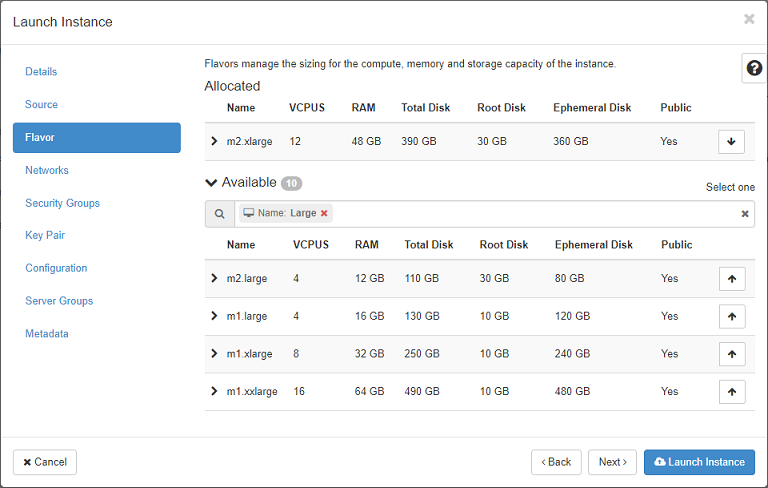 Launch Instance
Details
Source
Flavor
Networks
Security Groups
Key Pair
Configuration
Server Groups
Metadata
Flavors manage the sizing for the compute, memory and storage capacity of the instance.
Allocated
Name VCPUS RAM Total Disk Root Disk Ephemeral Disk Public
m2.xlarge 12 48 GB 390 GB 30 GB 360 GB Yes
Available 10
Select one
Name: Large
Name VCPUS RAM Total Disk Root Disk Ephemeral Disk Public
m2.large 4 12 GB 110 GB 30 GB 80 GB Yes
m1.large 4 16 GB 130 GB 10 GB 120 GB Yes
m1.xlarge 8 32 GB 250 GB 10 GB 240 GB Yes
m1.xxlarge 16 64 GB 490 GB 10 GB 480 GB Yes
Cancel
Back
Next
Launch Instance